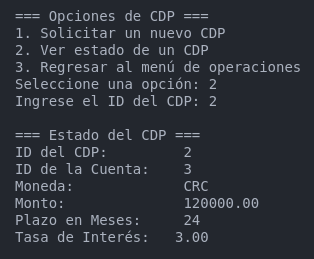 === Opciones de CDP ===
1. Solicitar un nuevo CDP
2. Ver estado de un CDP
3. Regresar al menú de operaciones
Seleccione una opción: 2
Ingrese el ID del CDP: 2

=== Estado del CDP ===
ID del CDP:         2
ID de la Cuenta:    3
Moneda:             CRC
Monto:              120000.00
Plazo en Meses:     24
Tasa de Interés:   3.00